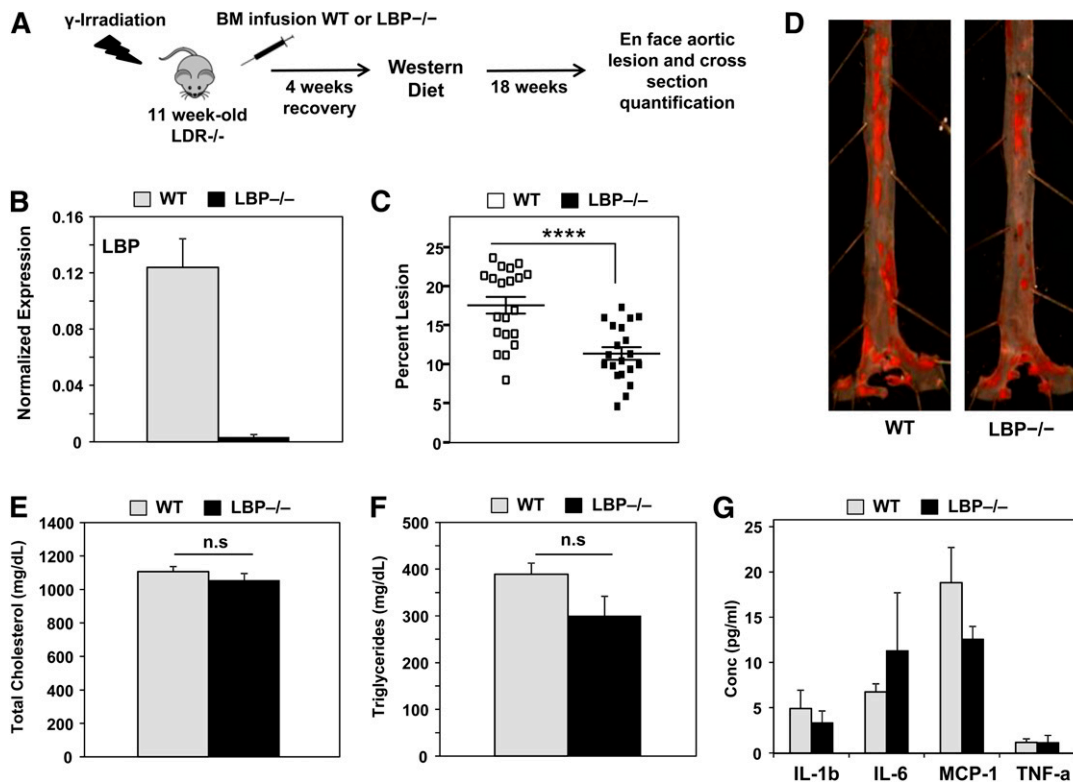 A
γ-Irradiation
BM infusion WT or LBP−/−
11 week-old
LDR-/-
4 weeks
recovery
Western
Diet
18 weeks
En face aortic
lesion and cross
section
quantification
B
WT LBP−/−
LBP
Normalized Expression
0.16
0.12
0.08
0.04
0
C
WT LBP−/−
****
Percent Lesion
25
20
15
10
5
0
D
WT LBP−/−
E
WT LBP−/−
n.s
Total Cholesterol (mg/dL)
1400
1200
1000
800
600
400
200
0
F
WT LBP−/−
n.s
Triglycerides (mg/dL)
500
400
300
200
100
0
G
WT LBP−/−
Conc (pg/ml)
25
20
15
10
5
0
IL-1b IL-6 MCP-1 TNF-a